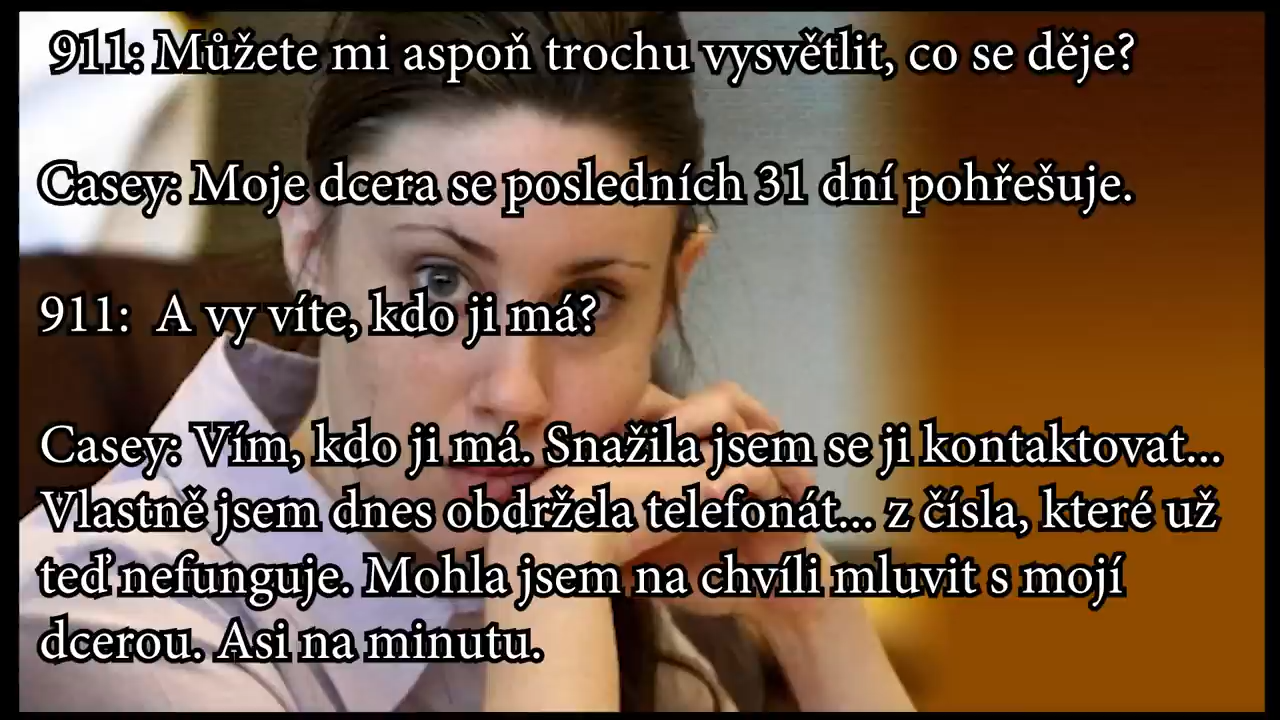 911: Můžete mi aspoň trochu vysvětlit, co se děje?
Casey: Moje dcera se posledních 31 dní pohřešuje.
911: A vy víte, kdo ji má?
Casey: Vím, kdo ji má. Snažila jsem se ji kontaktovat...
Vlastně jsem dnes obdržela telefonát... z čísla, které už
teď nefunguje. Mohla jsem na chvíli mluvit s mojí
dcerou. Asi na minutu.